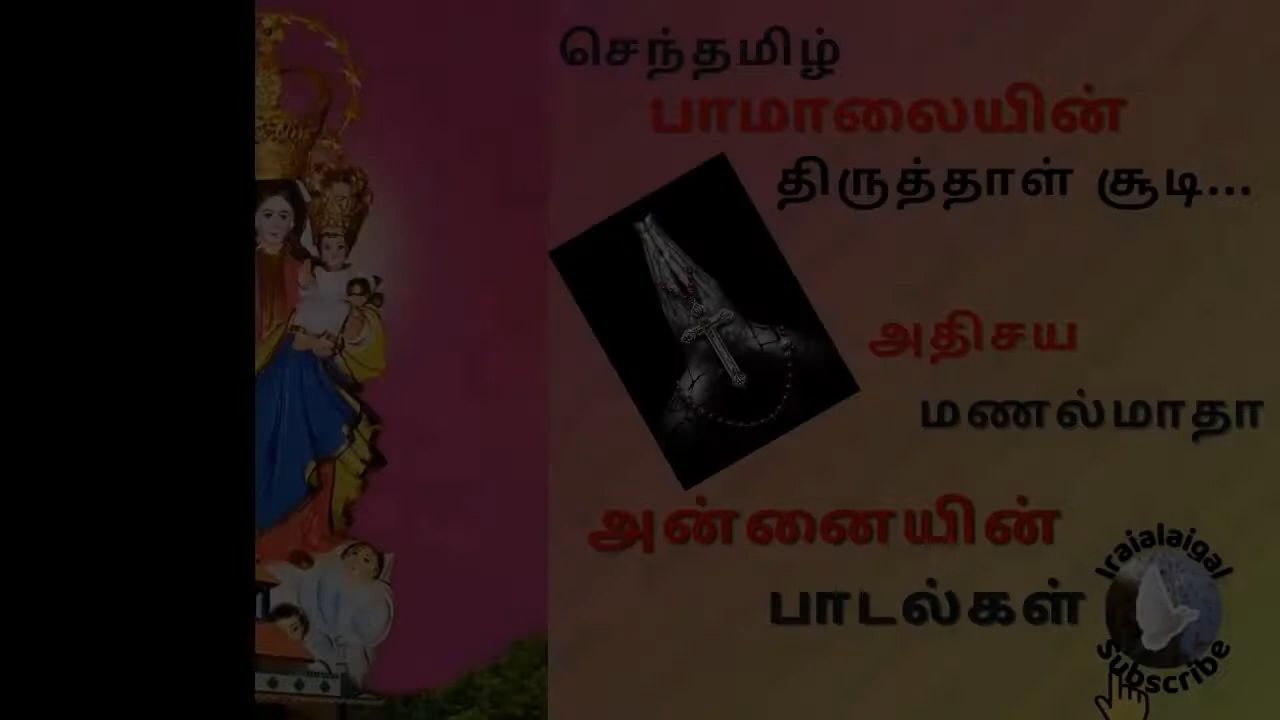 செந்தமிழ்
பாமாலையின்
திருத்தாள் சூடி...
அதிசய
மணல்மாதா
அன்னையின்
பாடல்கள்
Iraialaigal
Subscribe